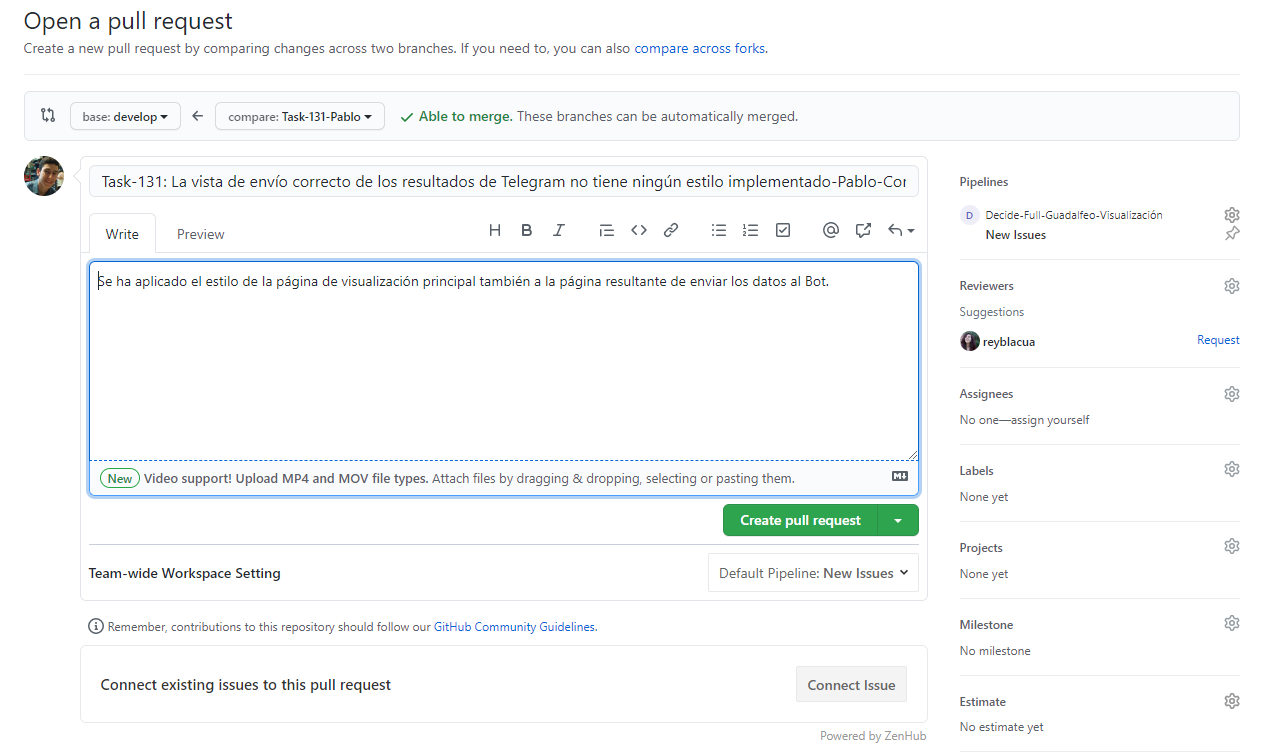 Open a pull request
Create a new pull request by comparing changes across two branches. If you need to, you can also compare across forks.
base: develop
compare: Task-131-Pablo
Able to merge. These branches can be automatically merged.
Task-131: La vista de envío correcto de los resultados de Telegram no tiene ningún estilo implementado-Pablo-Cor
Write
Preview
H B I
Se ha aplicado el estilo de la página de visualización principal también a la página resultante de enviar los datos al Bot.
New Video support! Upload MP4 and MOV file types. Attach files by dragging & dropping, selecting or pasting them.
Create pull request
Team-wide Workspace Setting
Default Pipeline: New Issues
Remember, contributions to this repository should follow our GitHub Community Guidelines.
Connect existing issues to this pull request
Connect Issue
Powered by ZenHub
Pipelines
D Decide-Full-Guadalfeo-Visualización
New Issues
Reviewers
Suggestions
reyblacua
Request
Assignees
No one—assign yourself
Labels
None yet
Projects
None yet
Milestone
No milestone
Estimate
No estimate yet